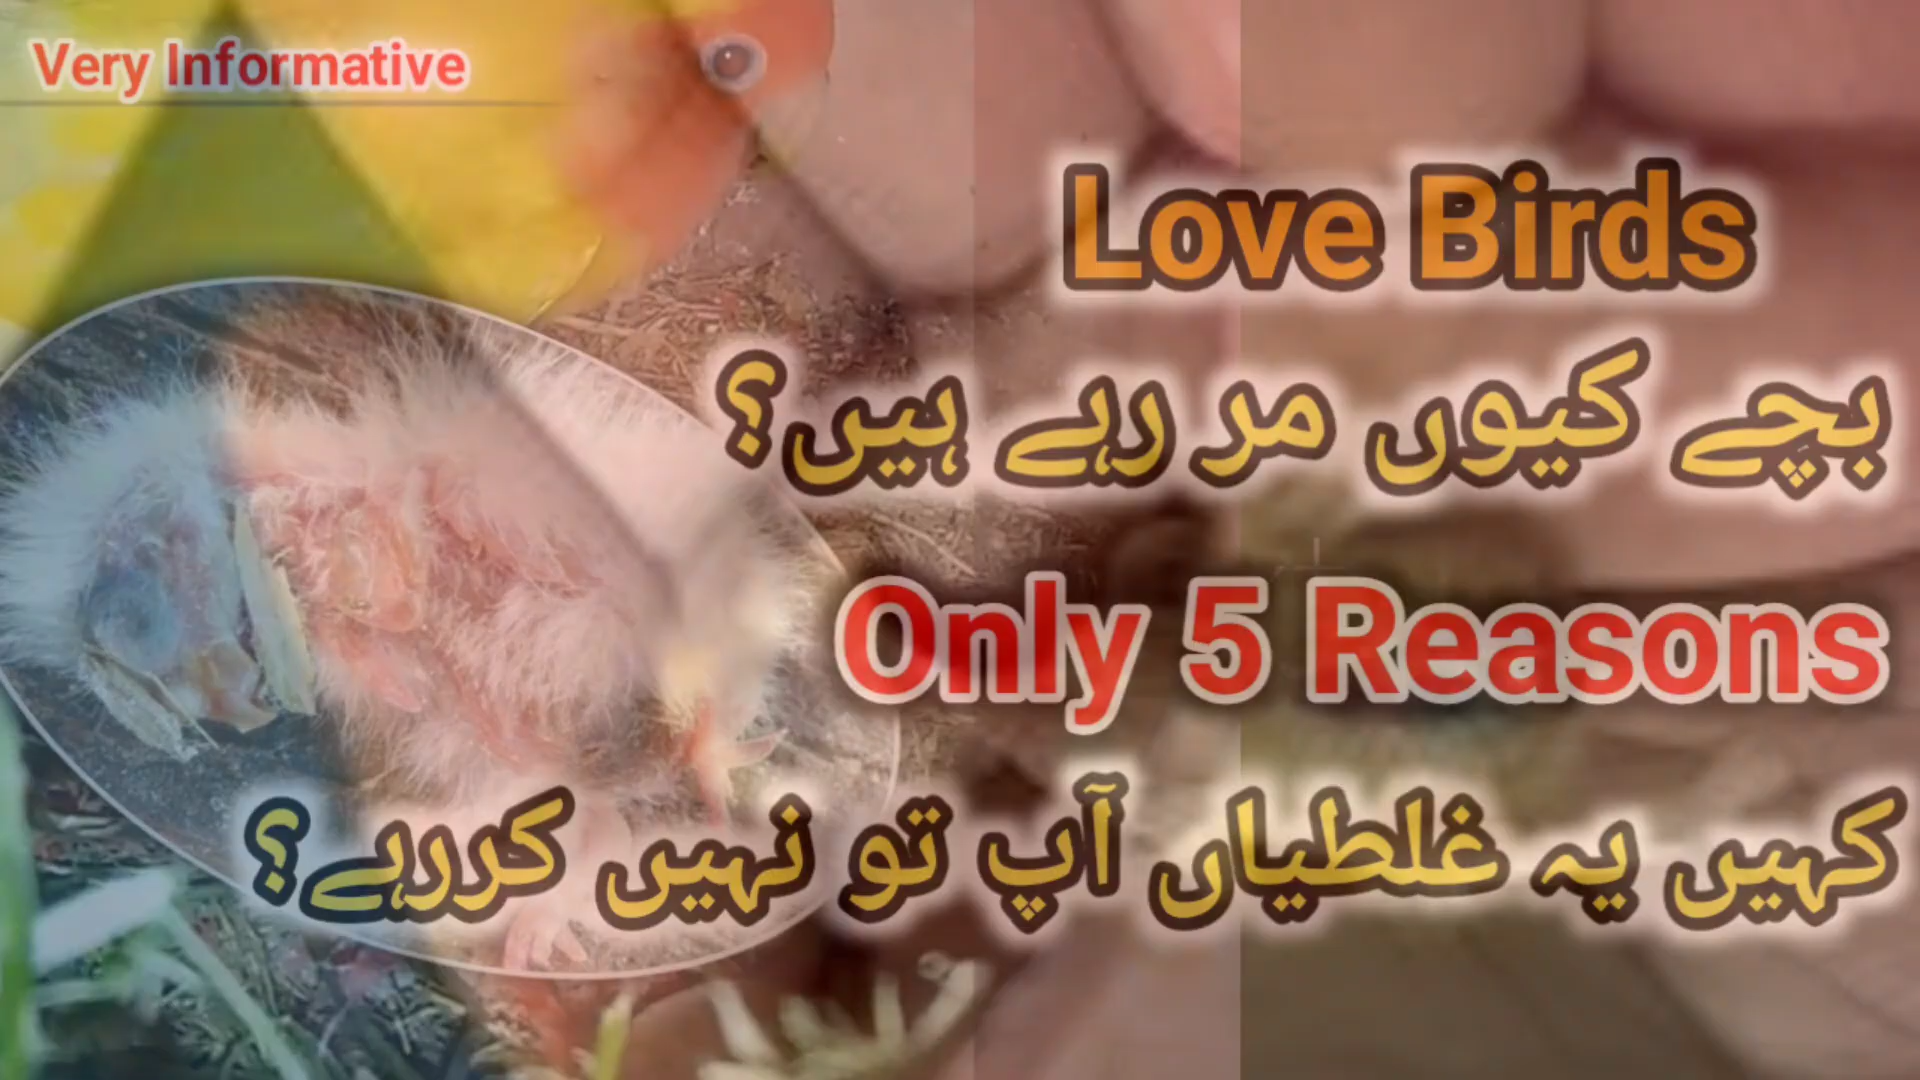 Very Informative
Love Birds
بچے کیوں مر رہے ہیں؟
Only 5 Reasons
کہیں یہ غلطیاں آپ تو نہیں کررہے؟